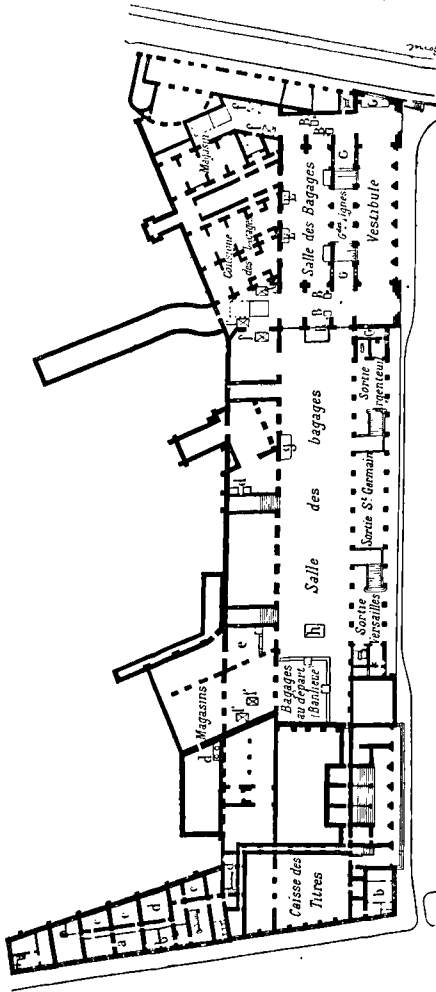 Magasin
Salle des Bagages
Gdes Lignes
Vestibule
G
G
G
B
B
B
B
f
f
f
Consigne
des
Salle des bagages
g
d
h
e
Sortie
Argenteuil
Sortie St Germain
Sortie
Versailles
Bagages
au départ
(Banlieue)
Magasins
d
f'
f'
Caisse des
Titres
b
a
c
c
d
c
a
b